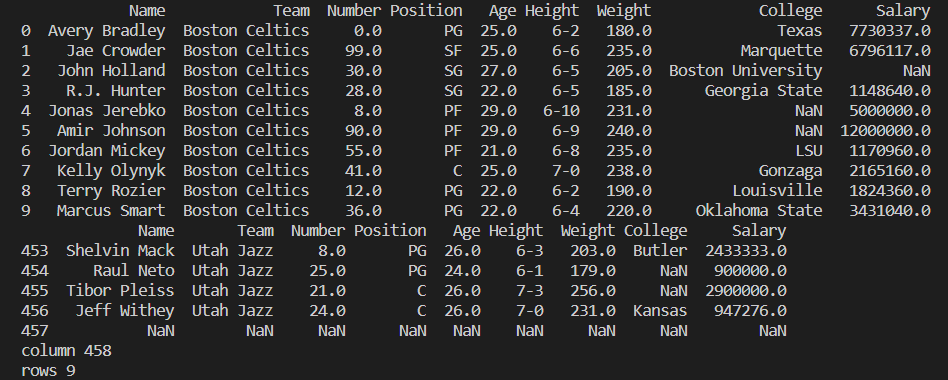 Name            Team  Number Position   Age Height  Weight            College      Salary
0  Avery Bradley  Boston Celtics     0.0       PG  25.0    6-2   180.0              Texas   7730337.0
1    Jae Crowder  Boston Celtics    99.0       SF  25.0    6-6   235.0          Marquette   6796117.0
2   John Holland  Boston Celtics    30.0       SG  27.0    6-5   205.0  Boston University         NaN
3    R.J. Hunter  Boston Celtics    28.0       SG  22.0    6-5   185.0      Georgia State   1148640.0
4  Jonas Jerebko  Boston Celtics     8.0       PF  29.0   6-10   231.0                NaN   5000000.0
5   Amir Johnson  Boston Celtics    90.0       PF  29.0    6-9   240.0                NaN  12000000.0
6  Jordan Mickey  Boston Celtics    55.0       PF  21.0    6-8   235.0                LSU   1170960.0
7   Kelly Olynyk  Boston Celtics    41.0        C  25.0    7-0   238.0            Gonzaga   2165160.0
8   Terry Rozier  Boston Celtics    12.0       PG  22.0    6-2   190.0         Louisville   1824360.0
9   Marcus Smart  Boston Celtics    36.0       PG  22.0    6-4   220.0     Oklahoma State   3431040.0
             Name       Team  Number Position   Age Height  Weight College     Salary
453  Shelvin Mack  Utah Jazz     8.0       PG  26.0    6-3   203.0  Butler  2433333.0
454     Raul Neto  Utah Jazz    25.0       PG  24.0    6-1   179.0     NaN   900000.0
455  Tibor Pleiss  Utah Jazz    21.0        C  26.0    7-3   256.0     NaN  2900000.0
456   Jeff Withey  Utah Jazz    24.0        C  26.0    7-0   231.0  Kansas   947276.0
457           NaN        NaN     NaN      NaN   NaN    NaN     NaN     NaN        NaN
column 458
rows 9